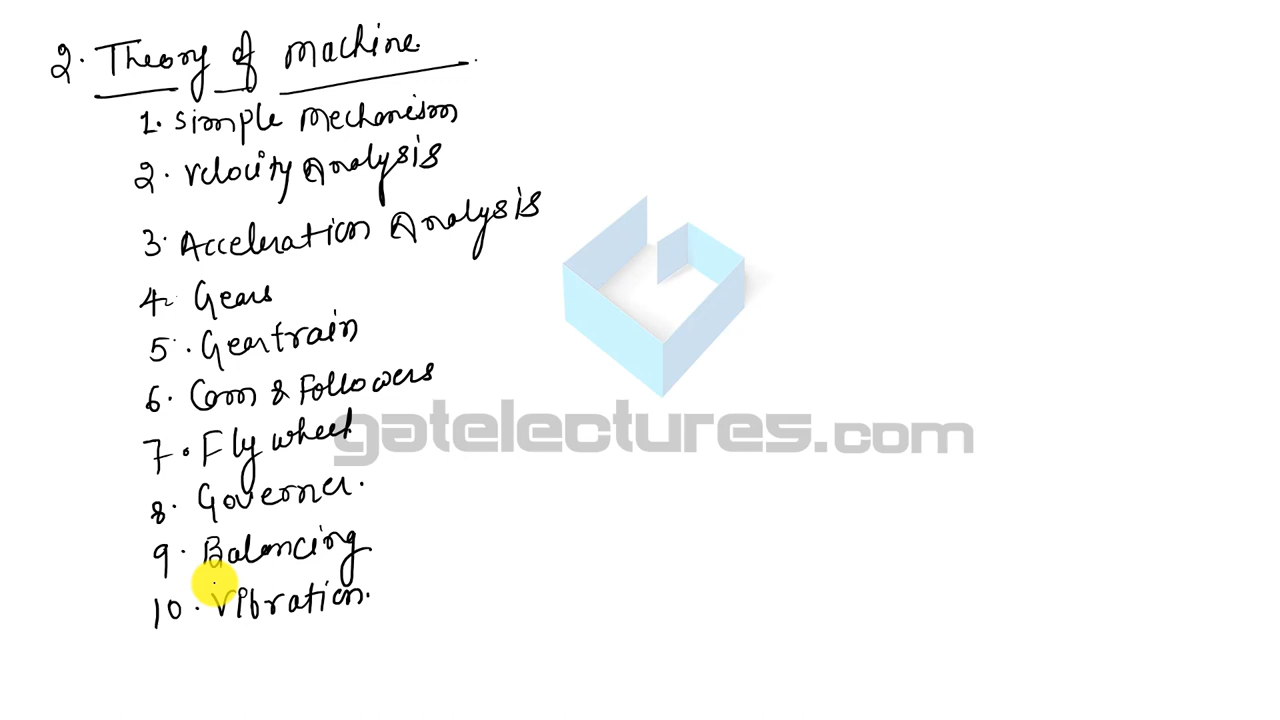 2. Theory of Machine.
1. Simple Mechanism
2. Velocity Analysis
3. Acceleration Analysis
4. Gears
5. Geartrain
6. Cam & Followers
7. Fly wheel
gatelectures.com
8. Governer.
9. Balancing
10. Vibration.